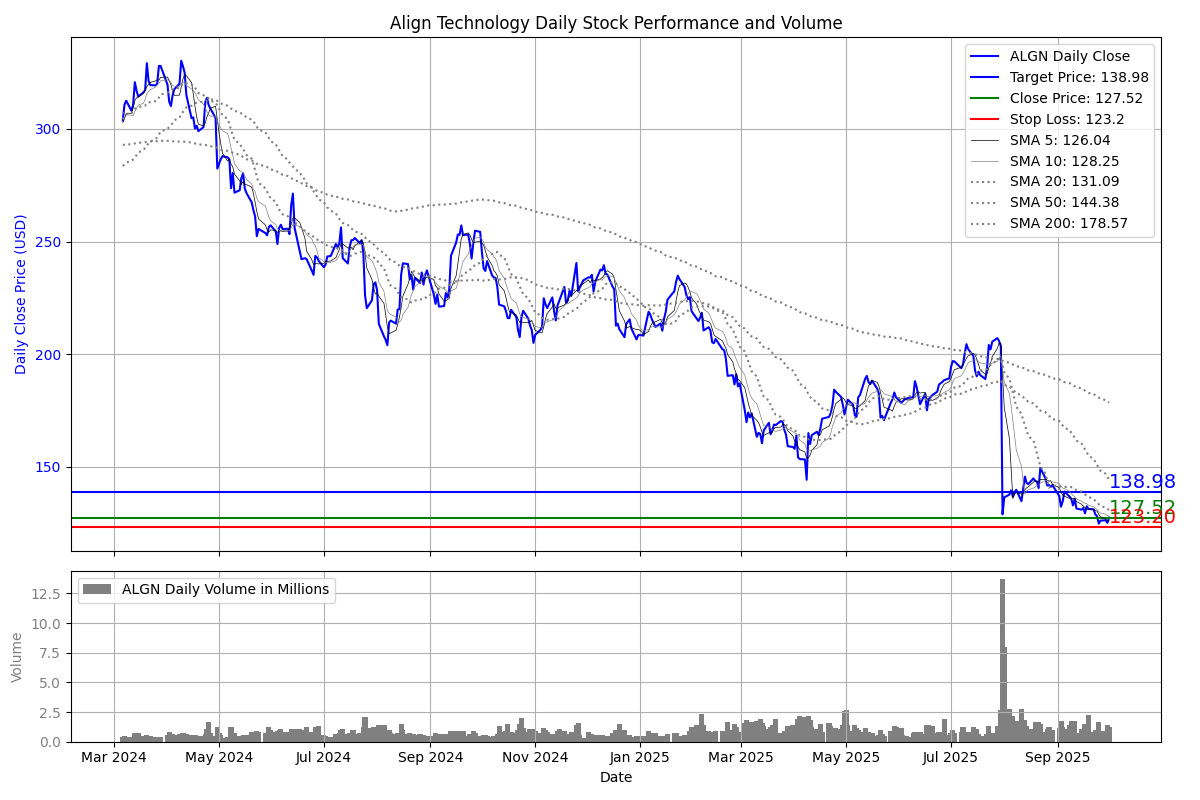 Align Technology Daily Stock Performance and Volume
Daily Close Price (USD)
300
250
200
150
ALGN Daily Close
Target Price: 138.98
Close Price: 127.52
Stop Loss: 123.2
SMA 5: 126.04
SMA 10: 128.25
SMA 20: 131.09
SMA 50: 144.38
SMA 200: 178.57
138.98
127.52
123.20
Volume
12.5
10.0
7.5
5.0
2.5
0.0
ALGN Daily Volume in Millions
Mar 2024 May 2024 Jul 2024 Sep 2024 Nov 2024 Jan 2025 Mar 2025 May 2025 Jul 2025 Sep 2025
Date